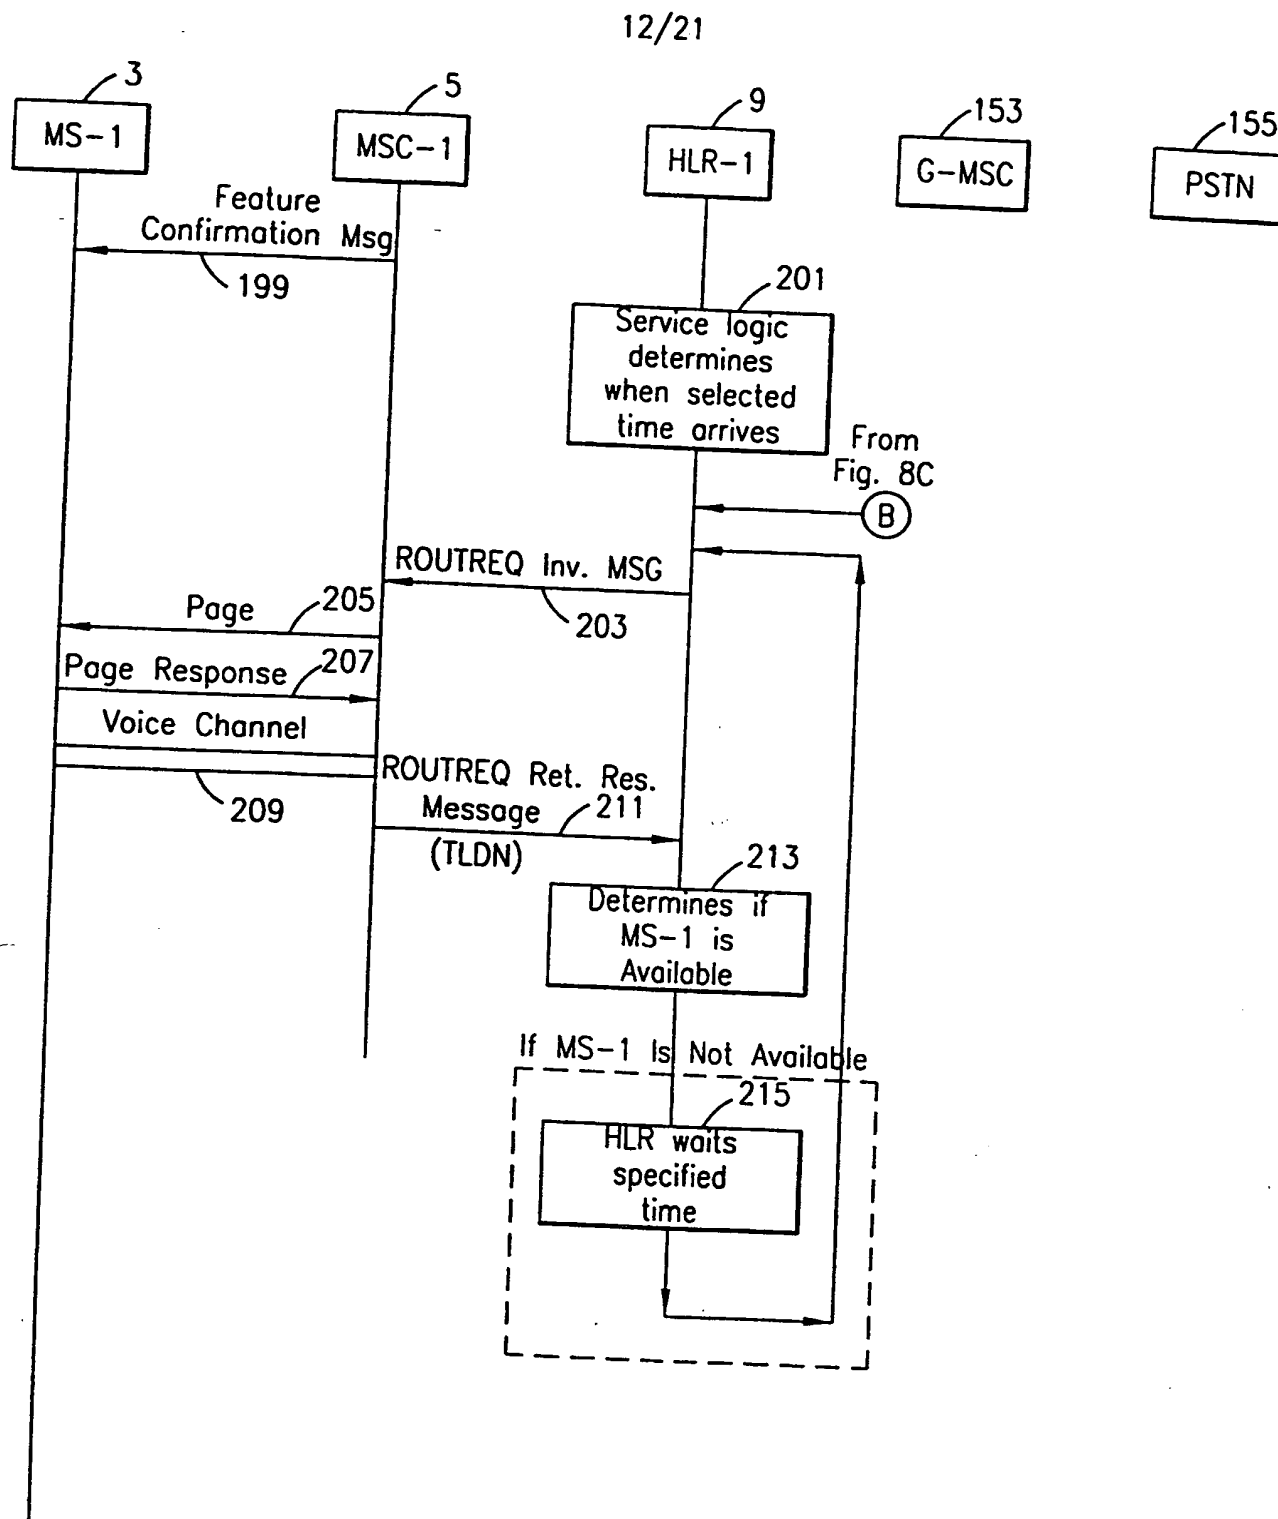 12/21
3
5
9
153
155
MS-1
MSC-1
HLR-1
G-MSC
PSTN
Feature
Confirmation Msg
199
201
Service logic
determines
when selected
time arrives
From
Fig. 8C
B
ROUTREQ Inv. MSG
203
Page
205
Page Response
207
Voice Channel
209
ROUTREQ Ret. Res.
Message
211
(TLDN)
213
Determines if
MS-1 is
Available
If MS-1 Is Not Available
215
HLR waits
specified
time